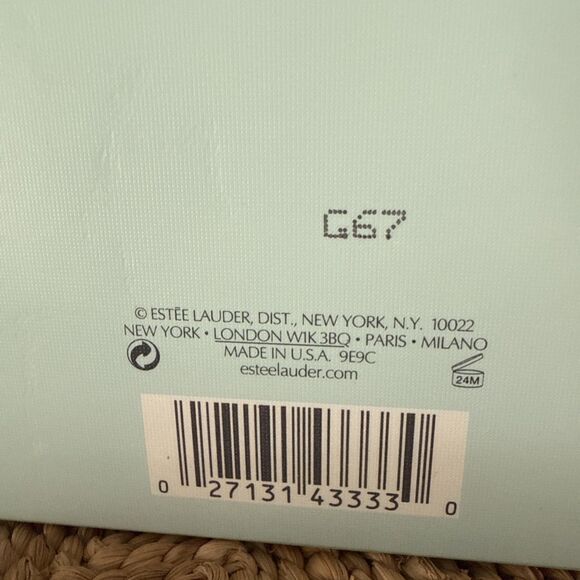 G67
© ESTĒE LAUDER, DIST., NEW YORK, N.Y. 10022
NEW YORK • LONDON W1K 3BQ • PARIS • MILANO
MADE IN U.S.A. 9E9C
esteelauder.com
24M
0 27131 43333 0